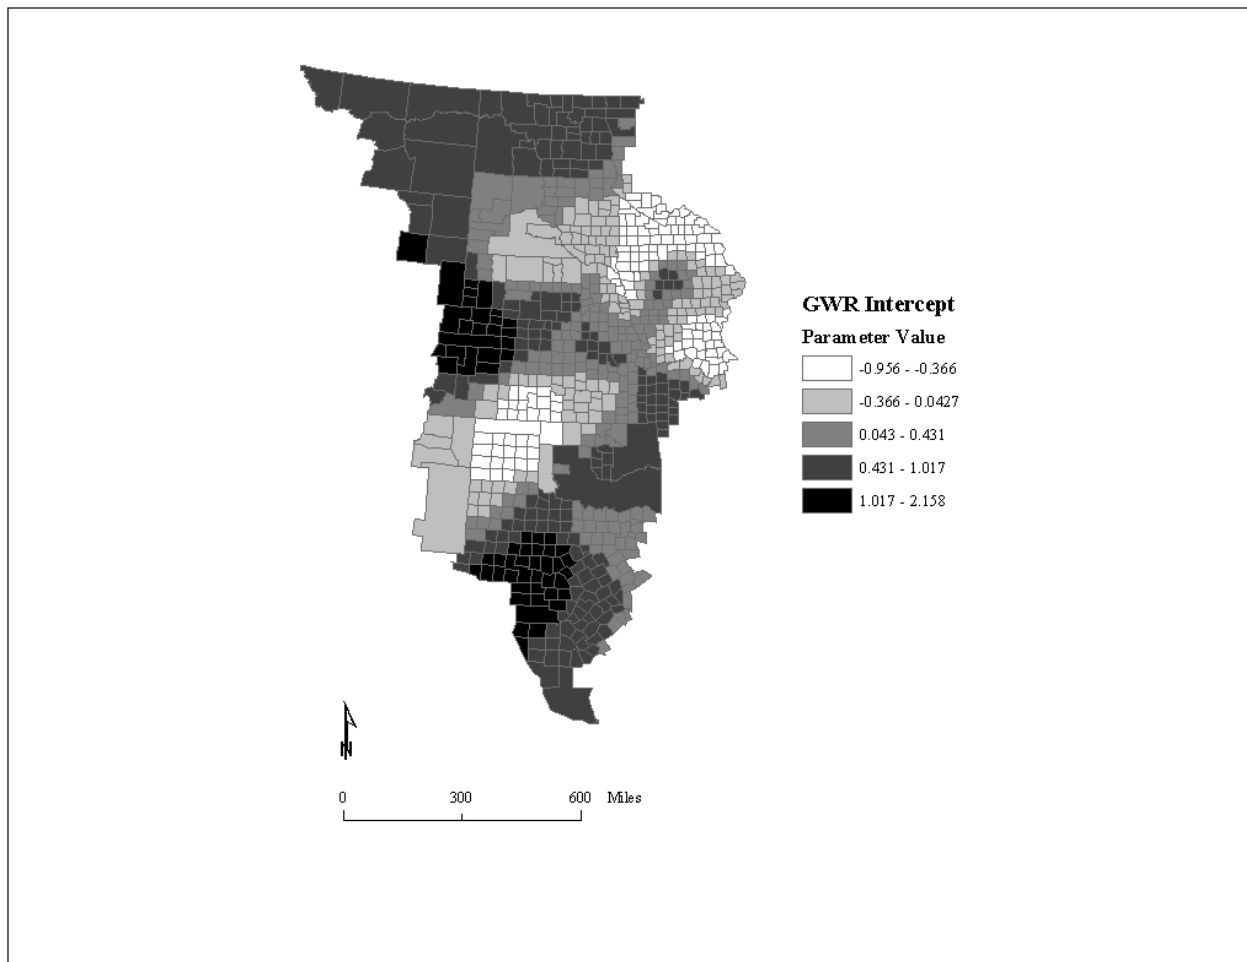 GWR Intercept
Parameter Value
-0.956 - -0.366
-0.366 - 0.0427
0.043 - 0.431
0.431 - 1.017
1.017 - 2.158
N
0 300 600 Miles